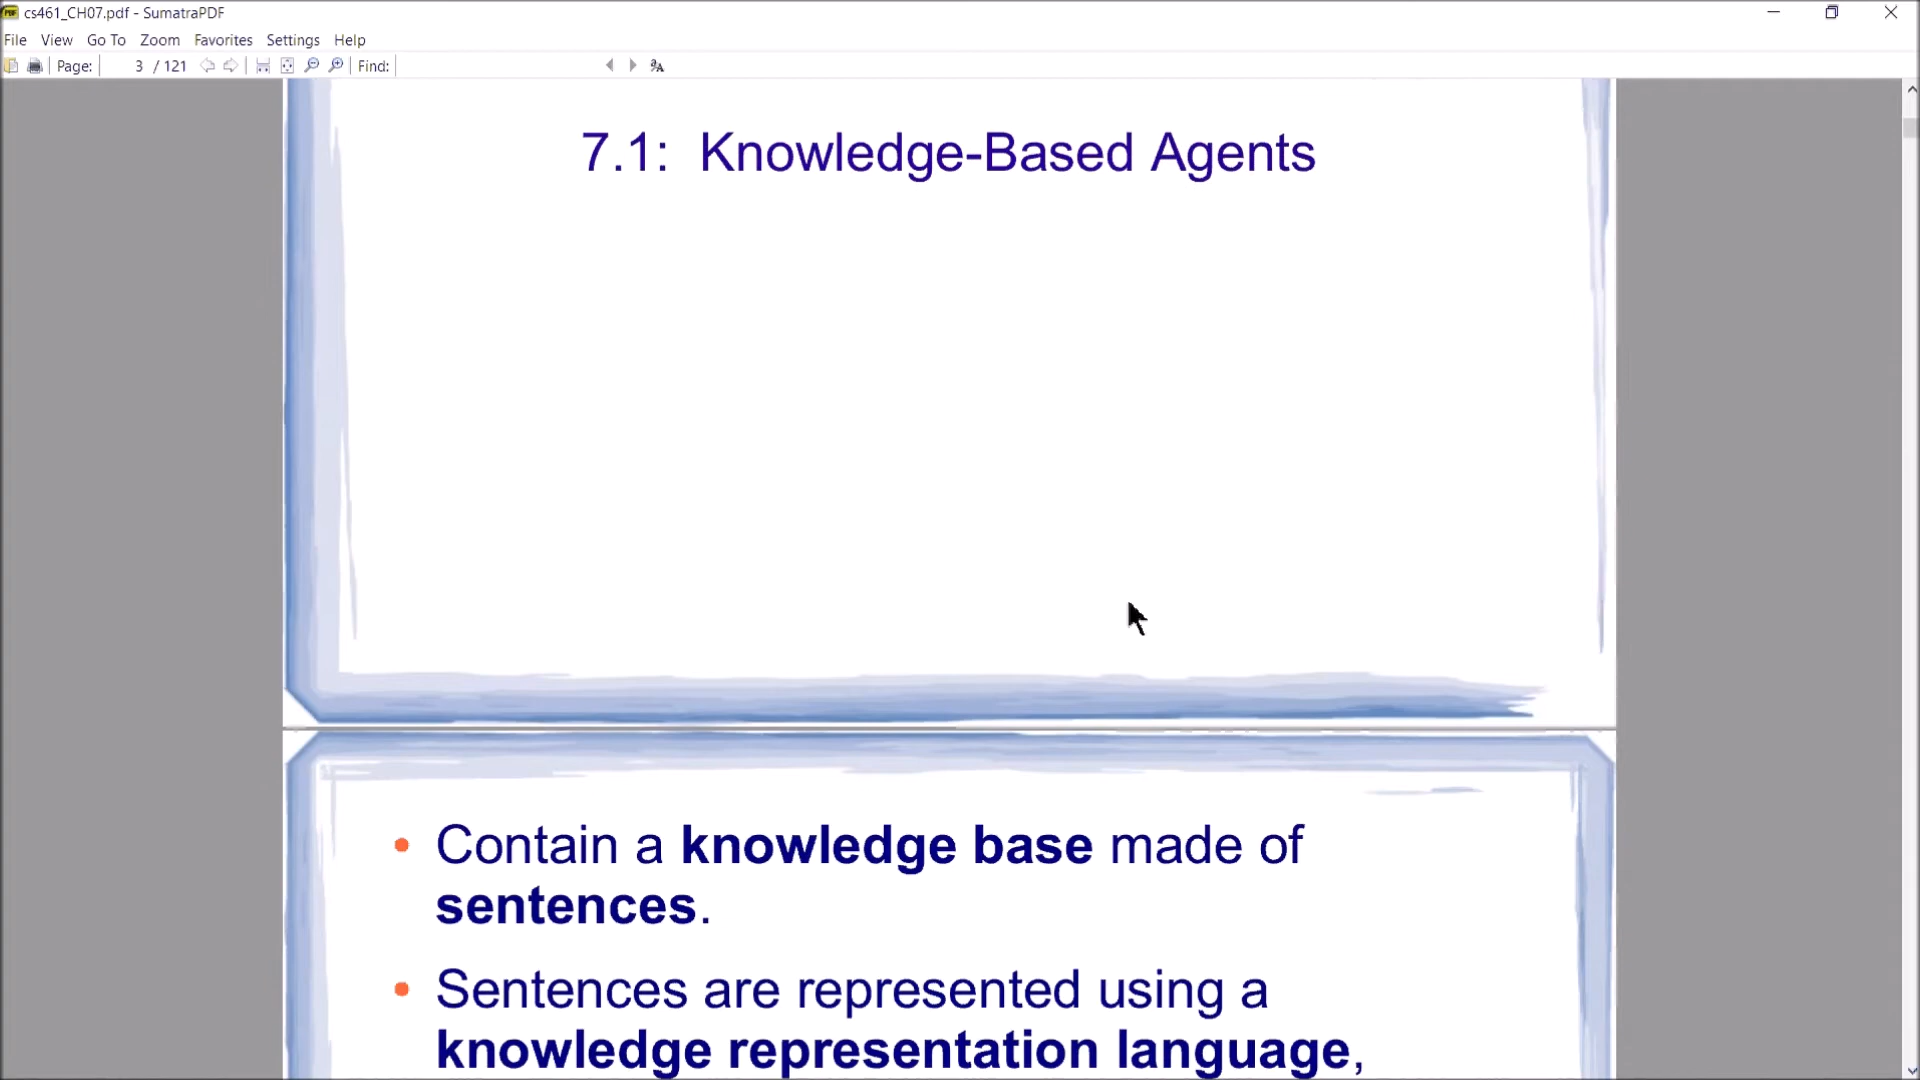 cs461_CH07.pdf - SumatraPDF
File View Go To Zoom Favorites Settings Help
Page: 3 / 121 Find:
7.1: Knowledge-Based Agents
• Contain a knowledge base made of
sentences.
• Sentences are represented using a
knowledge representation language,